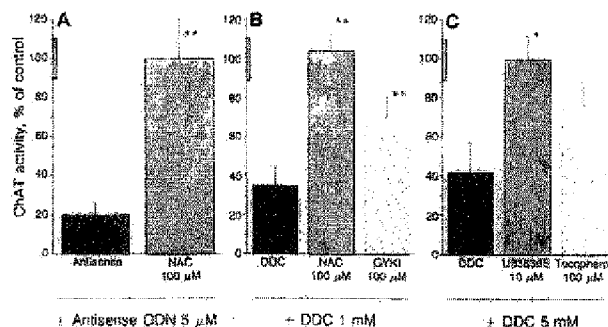 A B C
ChAT activity, % of control
120 120 120
100 100 100
80 80 80
60 60 60
40 40 40
20 20 20
0 0 0
** ** ** *
Antisense NAC DDC NAC GYKI DDC Tocopherol
100 µM 100 µM 100 µM 10 µM 100 µM
Antisense ODN 5 µM + DDC 1 mM + DDC 5 mM